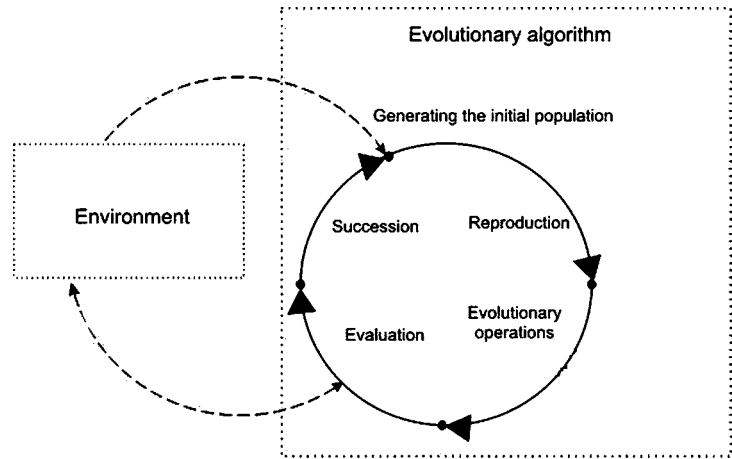 Evolutionary algorithm
Generating the initial population
Environment
Succession
Reproduction
Evaluation
Evolutionary
operations